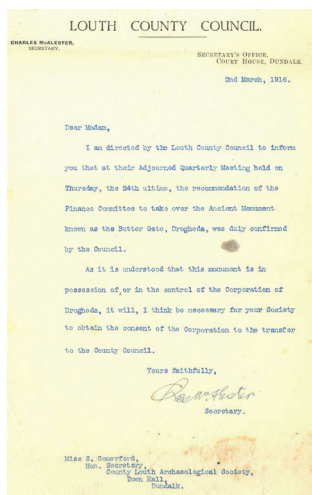 LOUTH COUNTY COUNCIL.
CHARLES McALESTER,
SECRETARY.
SECRETARY'S OFFICE,
COURT HOUSE, DUNDALK
2nd March, 1916.
Dear Madam,
I am directed by the Louth County Council to inform
you that at their Adjourned Quarterly Meeting held on
Thursday, the 24th ultimo, the recommendation of the
Finance Committee to take over the Ancient Monument
known as the Butter Gate, Drogheda, was duly confirmed
by the Council.
As it is understood that this monument is in
possession of, or in the control of the Corporation of
Drogheda, it will, I think be necessary for your Society
to obtain the consent of the Corporation to the transfer
to the County Council.
Yours faithfully,
Secretary.
Miss S. Comerford,
Hon. Secretary,
County Louth Archaeological Society,
Town Hall,
Dundalk.